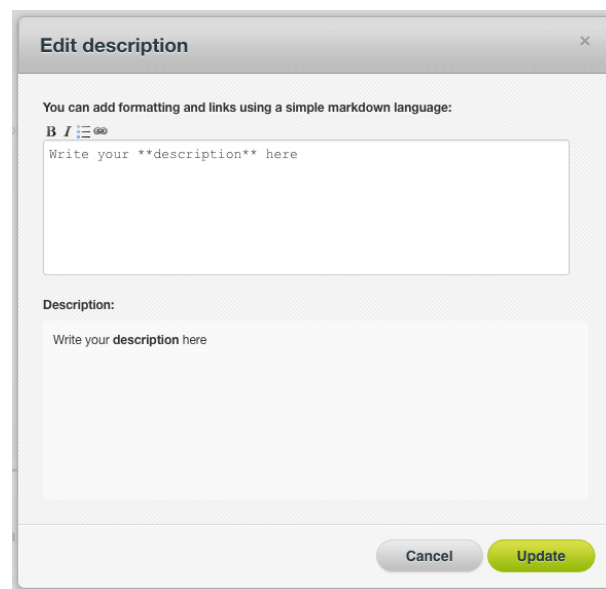 Edit description
×
You can add formatting and links using a simple markdown language:
B I
Write your **description** here
Description:
Write your description here
Cancel Update